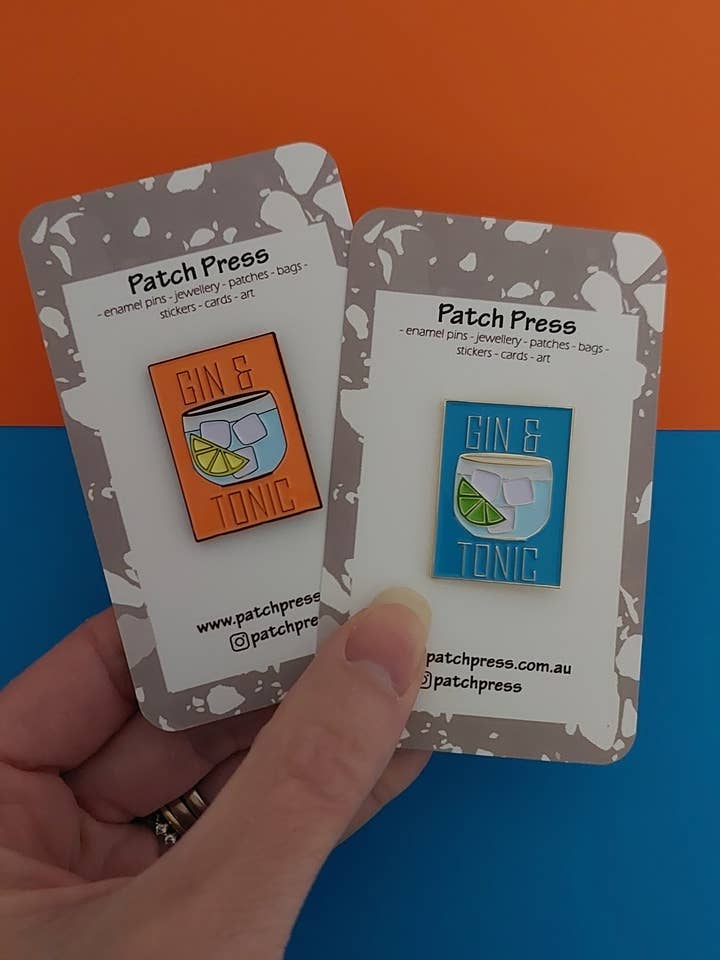 Patch Press
- enamel pins - jewellery - patches - bags -
stickers - cards - art
GIN &
TONIC
www.patchpress
patchpre
Patch Press
- enamel pins - jewellery - patches - bags -
stickers - cards - art
GIN &
TONIC
patchpress.com.au
patchpress